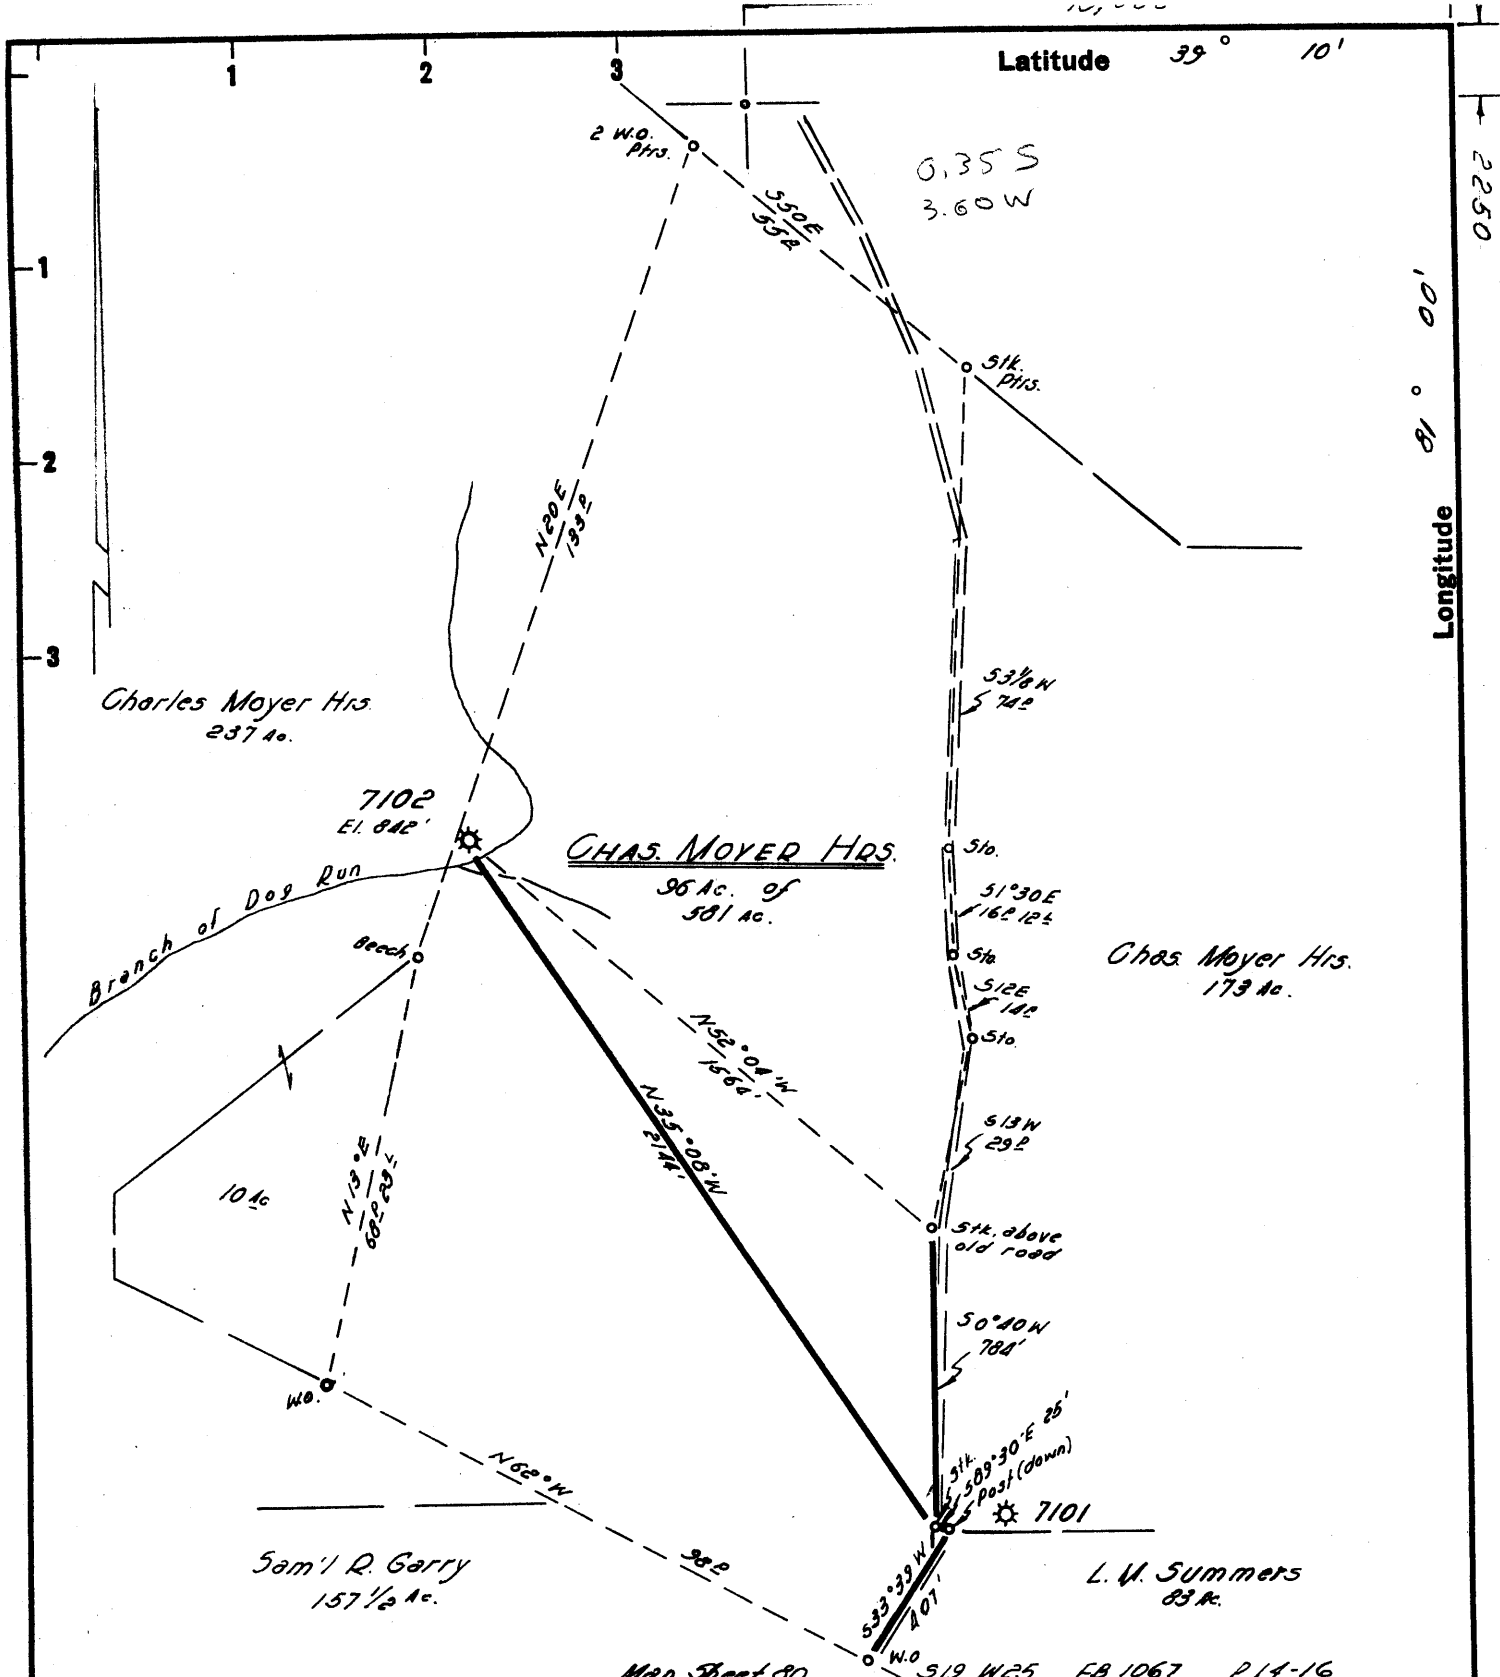 1
2
3
Latitude 39° 10'
2250
2 W.O.
Ptrs.
0.35 S
3.60 W
S50E
55P
1
2
3
Longitude 81° 00'
Stk.
Ptrs.
N20E
133P
S3⅛W
74P
Charles Moyer Hrs.
237 Ac.
7102
El. 842'
CHAS. MOYER HRS.
96 Ac. of
581 Ac.
Sto.
S1°30E
16P 12L
Sto.
S12E
14P
Sto.
Chas. Moyer Hrs.
173 Ac.
Branch of Dog Run
Beech
N52°04'W
1564'
N35°08'W
2144'
S13W
29P
10 Ac
N13°E
68P 23L
Stk. above
old road
S0°40W
784'
W.O.
N62°W
98P
Stk.
S89°30'E 25'
Post (down)
7101
S33°39'W
407'
Sam'l R. Garry
157 1/2 Ac.
L. M. Summers
83 Ac.
W.O
Map Sheet 80 S19 W25 FB 1067 P 14-16